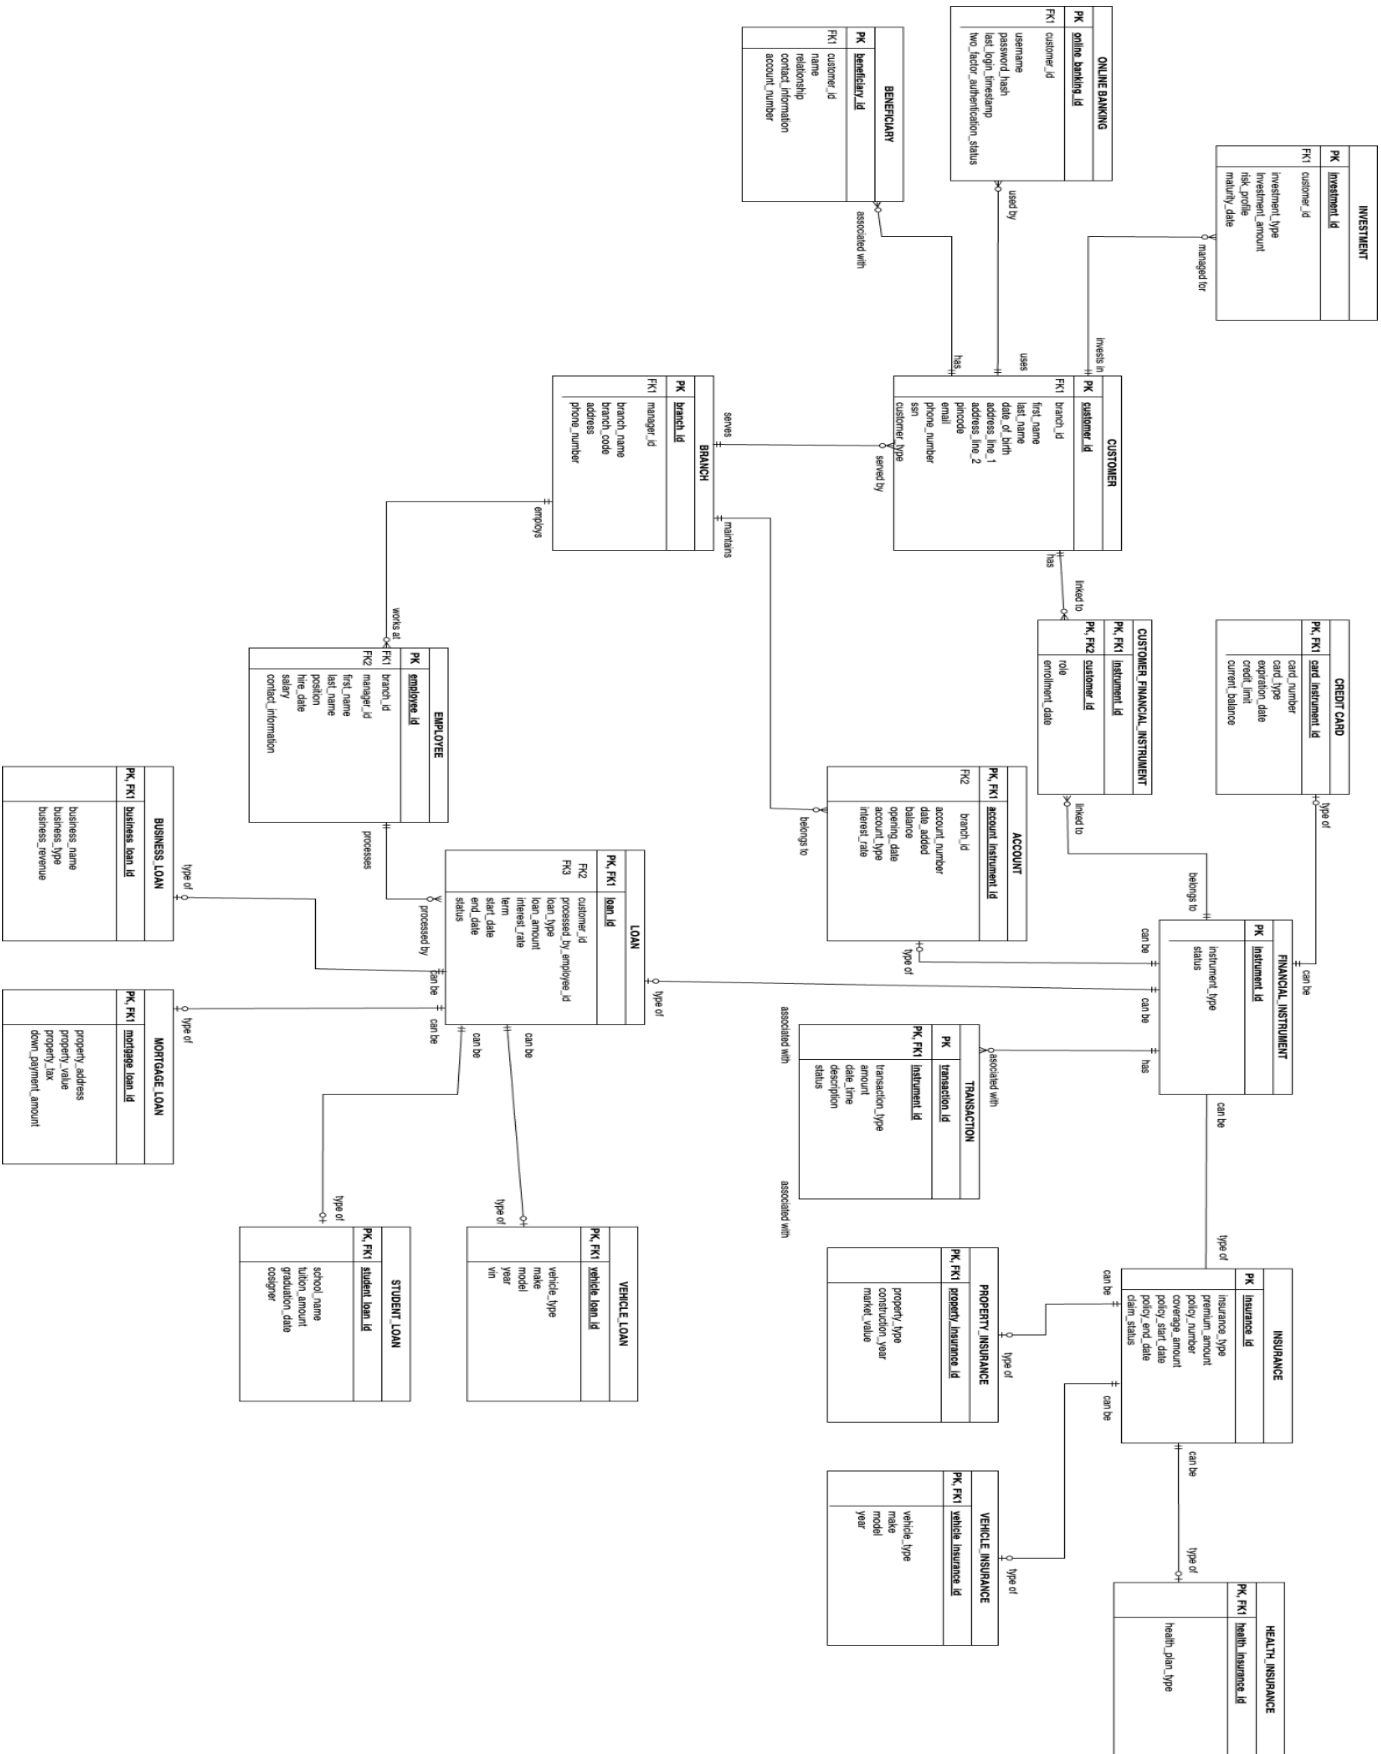 INVESTMENT
PK investment_id
FK1 customer_id
investment_type
Investment_amount
risk_profile
maturity_date
managed for
invests in
CREDIT CARD
PK, FK1 card_instrument_id
card_number
card_type
expiration_date
credit_limit
current_balance
type of
can be
FINANCIAL_INSTRUMENT
PK instrument_id
instrument_type
status
belongs to
can be
can be
has
can be
type of
INSURANCE
PK insurance_id
insurance_type
premium_amount
policy_number
coverage_amount
policy_start_date
policy_end_date
claim_status
can be
can be
can be
type of
HEALTH_INSURANCE
PK, FK1 health_insurance_id
health_plan_type
ONLINE BANKING
PK online_banking_id
FK1 customer_id
username
password_hash
last_login_timestamp
two_factor_authentication_status
used by
uses
CUSTOMER
PK customer_id
FK1 branch_id
first_name
last_name
date_of_birth
address_line_1
address_line_2
pincode
email
phone_number
ssn
customer_type
has
linked to
CUSTOMER_FINANCIAL_INSTRUMENT
PK, FK1 instrument_id
PK, FK2 customer_id
role
enrollment_date
linked to
ACCOUNT
PK, FK1 account_instrument_id
FK2 branch_id
account_number
date_added
balance
opening_date
account_type
interest_rate
type of
belongs to
TRANSACTION
PK transaction_id
PK, FK1 instrument_id
transaction_type
amount
date_time
description
status
asociated with
associated with
associated with
PROPERTY_INSURANCE
PK, FK1 property_insurance_id
property_type
construction_year
market_value
type of
VEHICLE_INSURANCE
PK, FK1 vehicle_insurance_id
vehicle_type
make
model
year
type of
BENEFICIARY
PK beneficiary_id
FK1 customer_id
name
relationship
contact_information
account_number
associated with
has
served by
serves
maintains
BRANCH
PK branch_id
FK1 manager_id
branch_name
branch_code
address
phone_number
employs
works at
EMPLOYEE
PK employee_id
FK1 branch_id
FK2 manager_id
first_name
last_name
position
hire_date
salary
contact_information
processes
processed by
LOAN
PK, FK1 loan_id
FK2 customer_id
FK3 processed_by_employee_id
loan_type
loan_amount
interest_rate
term
start_date
end_date
status
type of
can be
can be
can be
can be
VEHICLE_LOAN
PK, FK1 vehicle_loan_id
vehicle_type
make
model
year
vin
type of
STUDENT_LOAN
PK, FK1 student_loan_id
school_name
tuition_amount
graduation_date
cosigner
type of
BUSINESS_LOAN
PK, FK1 business_loan_id
business_name
business_type
business_revenue
type of
MORTGAGE_LOAN
PK, FK1 mortgage_loan_id
property_address
property_value
property_tax
down_payment_amount
type of